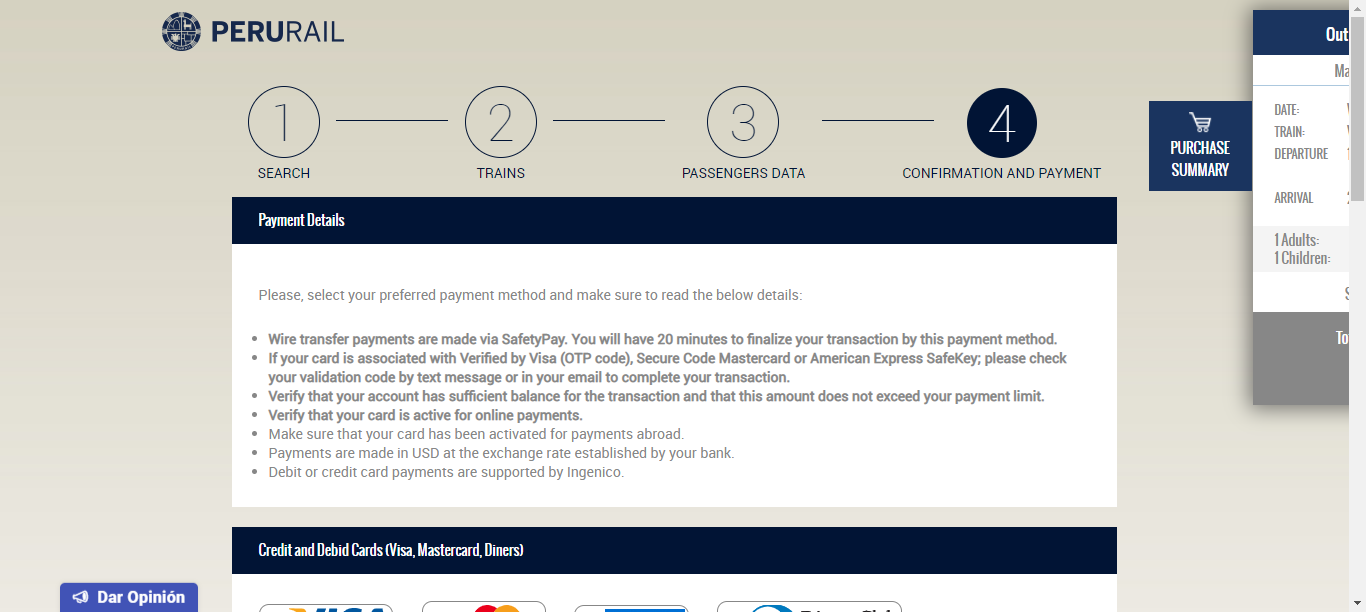 PERURAIL
1
2
3
4
SEARCH
TRAINS
PASSENGERS DATA
CONFIRMATION AND PAYMENT
Payment Details
Please, select your preferred payment method and make sure to read the below details:
Wire transfer payments are made via SafetyPay. You will have 20 minutes to finalize your transaction by this payment method.
If your card is associated with Verified by Visa (OTP code), Secure Code Mastercard or American Express SafeKey; please check
your validation code by text message or in your email to complete your transaction.
Verify that your account has sufficient balance for the transaction and that this amount does not exceed your payment limit.
Verify that your card is active for online payments.
Make sure that your card has been activated for payments abroad.
Payments are made in USD at the exchange rate established by your bank.
Debit or credit card payments are supported by Ingenico.
Credit and Debid Cards (Visa, Mastercard, Diners)
VISA
Dar Opinión
PURCHASE
SUMMARY
Out
Ma
DATE:
TRAIN:
DEPARTURE
ARRIVAL
1 Adults:
1 Children:
To